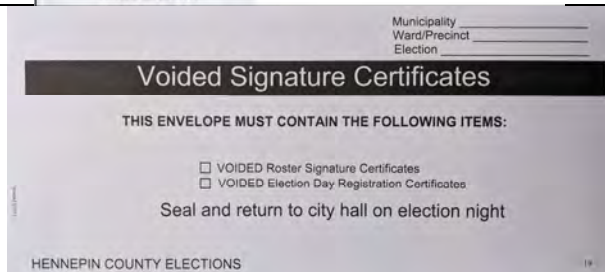 Municipality
Ward/Precinct
Election
Voided Signature Certificates
THIS ENVELOPE MUST CONTAIN THE FOLLOWING ITEMS:
VOIDED Roster Signature Certificates
VOIDED Election Day Registration Certificates
Seal and return to city hall on election night
HENNEPIN COUNTY ELECTIONS
19